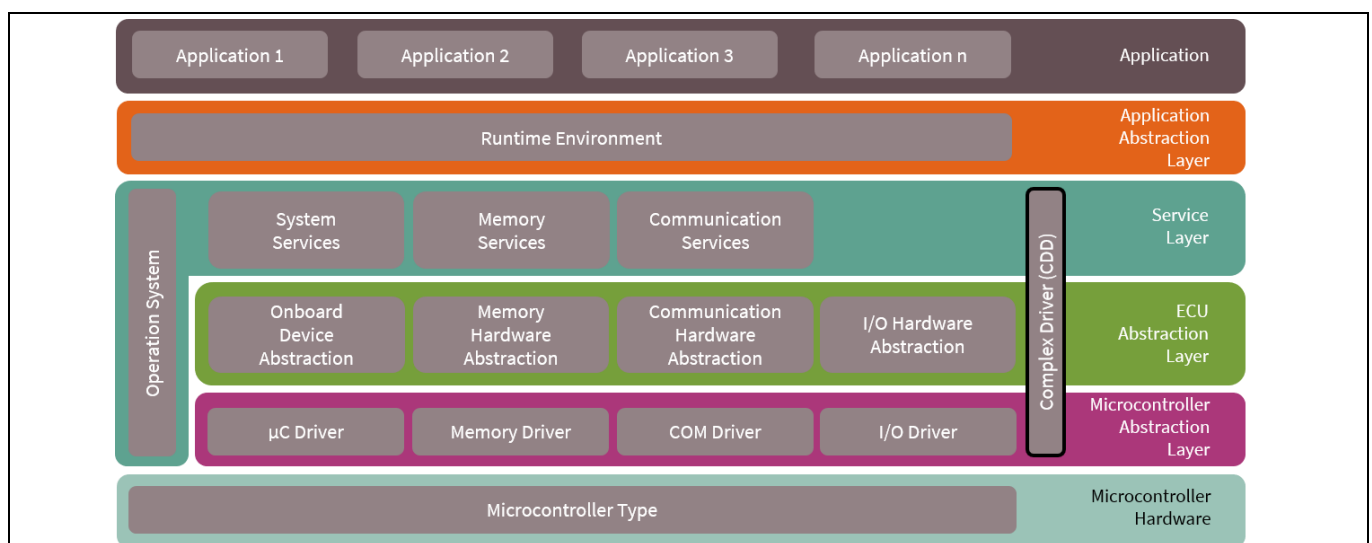 Application 1
Application 2
Application 3
Application n
Application
Runtime Environment
Application
Abstraction
Layer
Operation System
System
Services
Memory
Services
Communication
Services
Complex Driver (CDD)
Service
Layer
Onboard
Device
Abstraction
Memory
Hardware
Abstraction
Communication
Hardware
Abstraction
I/O Hardware
Abstraction
ECU
Abstraction
Layer
µC Driver
Memory Driver
COM Driver
I/O Driver
Microcontroller
Abstraction
Layer
Microcontroller Type
Microcontroller
Hardware